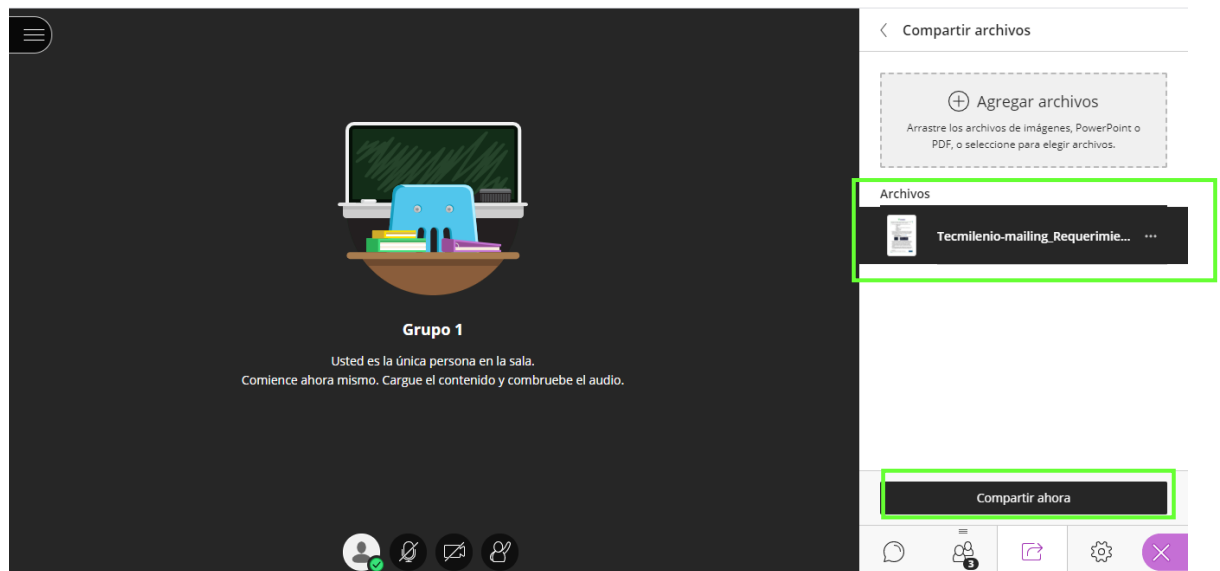 Compartir archivos
Agregar archivos
Arrastre los archivos de imágenes, PowerPoint o
PDF, o seleccione para elegir archivos.
Archivos
Tecmilenio-mailing_Requerimie...
Grupo 1
Usted es la única persona en la sala.
Comience ahora mismo. Cargue el contenido y combruebe el audio.
Compartir ahora
3